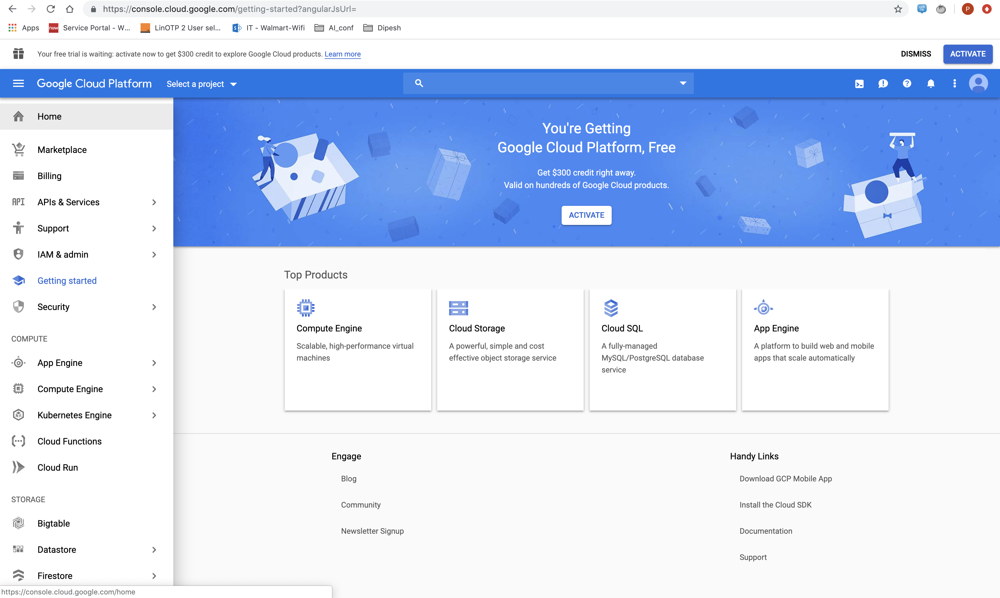 https://console.cloud.google.com/getting-started?angularJsUrl=
P
Apps
now
Service Portal - W...
LinOTP 2 User sel...
IT - Walmart-Wifi
AI_conf
Dipesh
Your free trial is waiting: activate now to get $300 credit to explore Google Cloud products. Learn more
DISMISS
ACTIVATE
Google Cloud Platform
Select a project
Home
Marketplace
Billing
API
APIs & Services
Support
IAM & admin
Getting started
Security
COMPUTE
App Engine
Compute Engine
Kubernetes Engine
Cloud Functions
Cloud Run
STORAGE
Bigtable
Datastore
Firestore
You're Getting
Google Cloud Platform, Free
Get $300 credit right away.
Valid on hundreds of Google Cloud products.
ACTIVATE
Top Products
Compute Engine
Scalable, high-performance virtual
machines
Cloud Storage
A powerful, simple and cost
effective object storage service
Cloud SQL
A fully-managed
MySQL/PostgreSQL database
service
App Engine
A platform to build web and mobile
apps that scale automatically
Engage
Blog
Community
Newsletter Signup
Handy Links
Download GCP Mobile App
Install the Cloud SDK
Documentation
Support
https://console.cloud.google.com/home